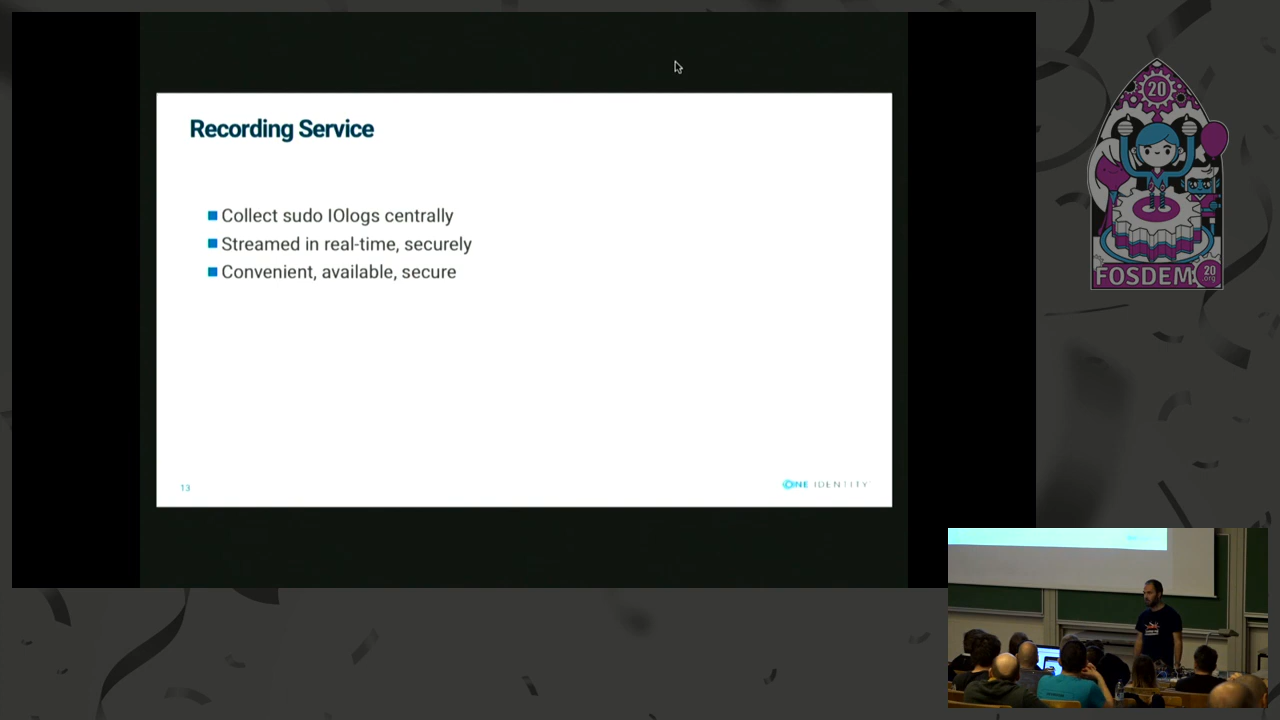 Recording Service
Collect sudo IOlogs centrally
Streamed in real-time, securely
Convenient, available, secure
13
ONE IDENTITY
20
FOSDEM
20
.org